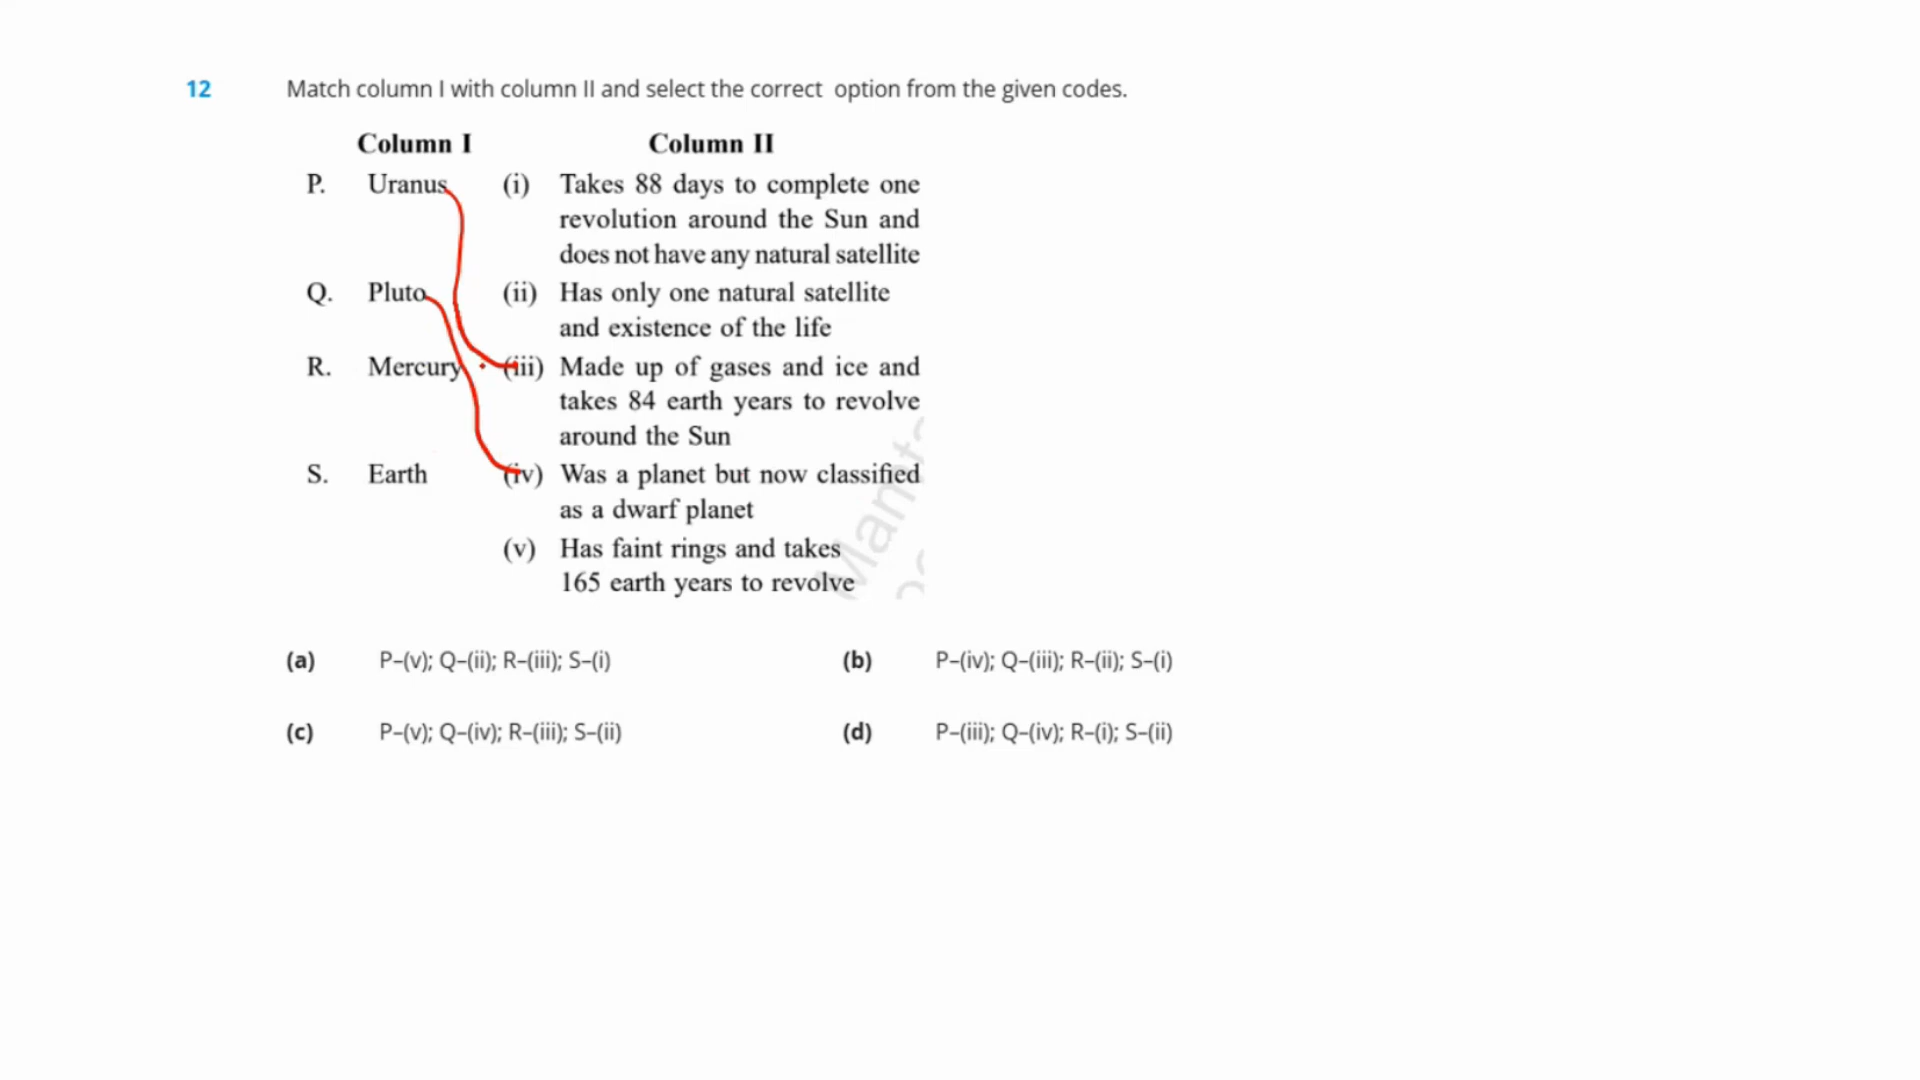 12 Match column I with column II and select the correct option from the given codes.
Column I Column II
P. Uranus (i) Takes 88 days to complete one
revolution around the Sun and
does not have any natural satellite
Q. Pluto (ii) Has only one natural satellite
and existence of the life
R. Mercury (iii) Made up of gases and ice and
takes 84 earth years to revolve
around the Sun
S. Earth (iv) Was a planet but now classified
as a dwarf planet
(v) Has faint rings and takes
165 earth years to revolve
(a) P–(v); Q–(ii); R–(iii); S–(i) (b) P–(iv); Q–(iii); R–(ii); S–(i)
(c) P–(v); Q–(iv); R–(iii); S–(ii) (d) P–(iii); Q–(iv); R–(i); S–(ii)